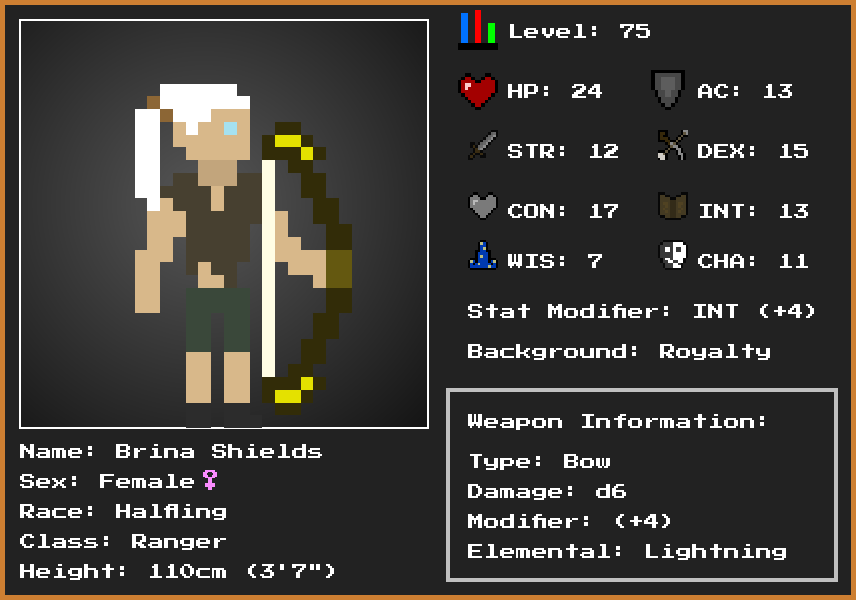 Level: 75
HP: 24 AC: 13
STR: 12 DEX: 15
CON: 17 INT: 13
WIS: 7 CHA: 11
Stat Modifier: INT (+4)
Background: Royalty
Weapon Information:
Type: Bow
Damage: d6
Modifier: (+4)
Elemental: Lightning
Name: Brina Shields
Sex: Female♀
Race: Halfling
Class: Ranger
Height: 110cm (3'7")